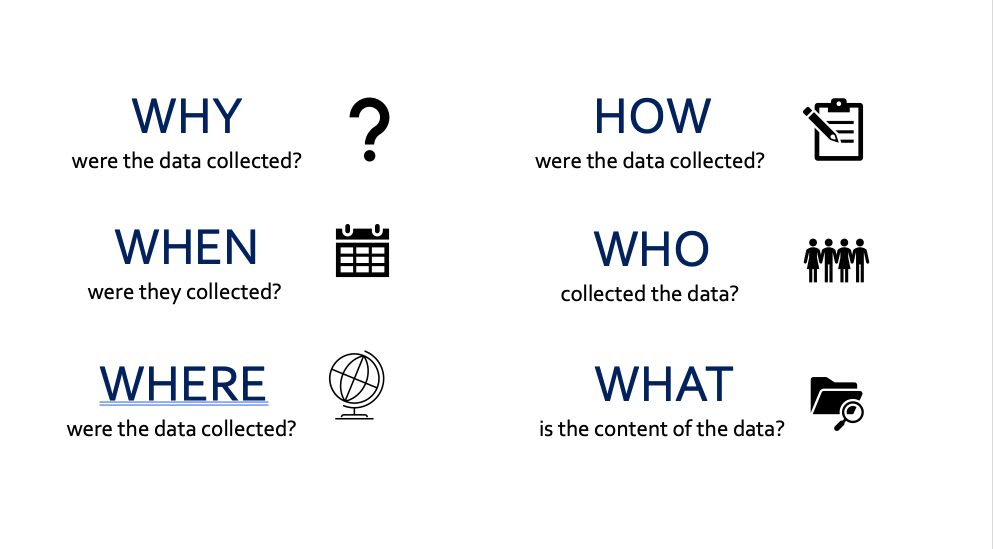 WHY
were the data collected?
HOW
were the data collected?
WHEN
were they collected?
WHO
collected the data?
WHERE
were the data collected?
WHAT
is the content of the data?